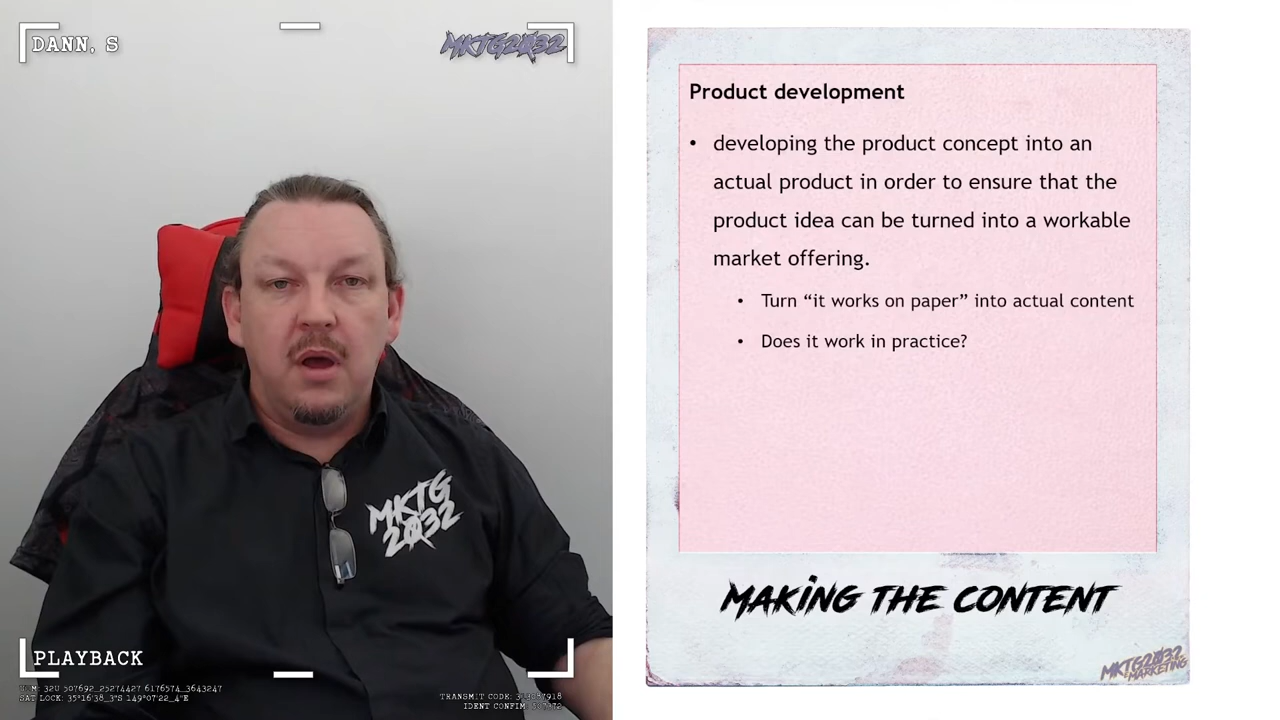 DANN, S
MKTG2032
Product development
• developing the product concept into an
actual product in order to ensure that the
product idea can be turned into a workable
market offering.
• Turn “it works on paper” into actual content
• Does it work in practice?
MKTG
2032
MAKING THE CONTENT
PLAYBACK
MKTG2032
MARKETING